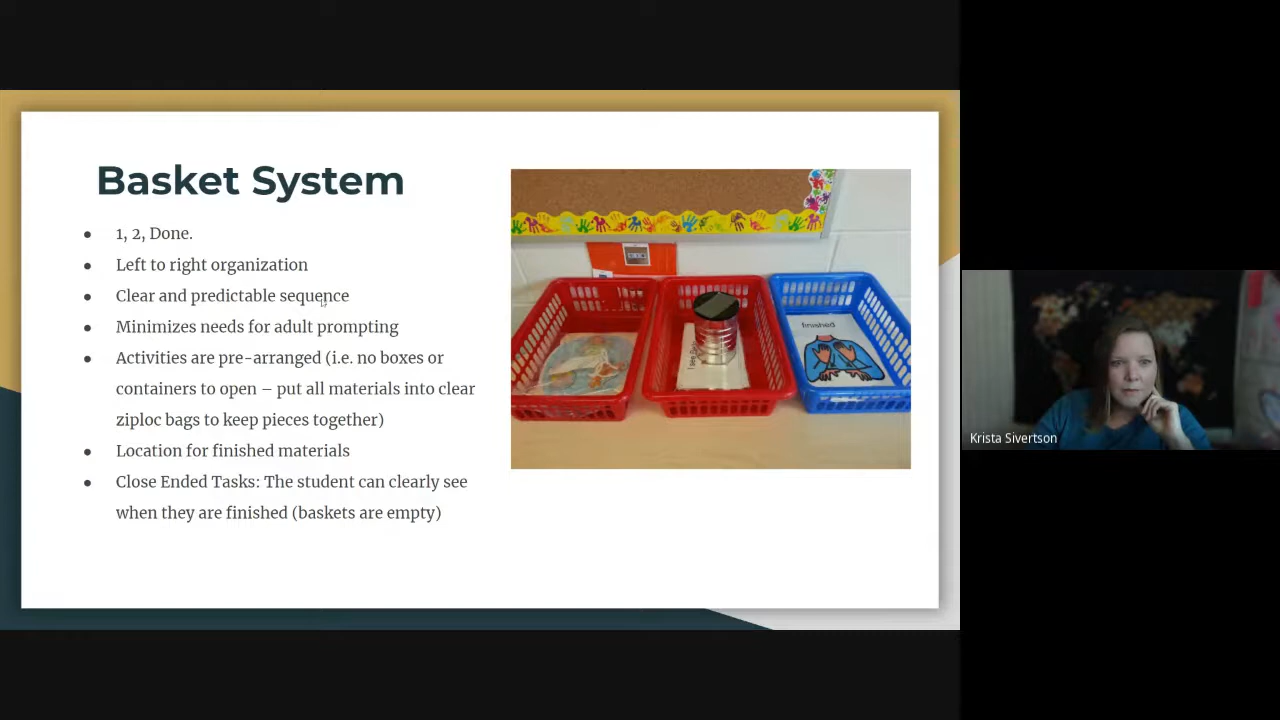 Basket System
● 1, 2, Done.
● Left to right organization
● Clear and predictable sequence
● Minimizes needs for adult prompting
● Activities are pre-arranged (i.e. no boxes or
containers to open – put all materials into clear
ziploc bags to keep pieces together)
● Location for finished materials
● Close Ended Tasks: The student can clearly see
when they are finished (baskets are empty)
finished
Krista Sivertson